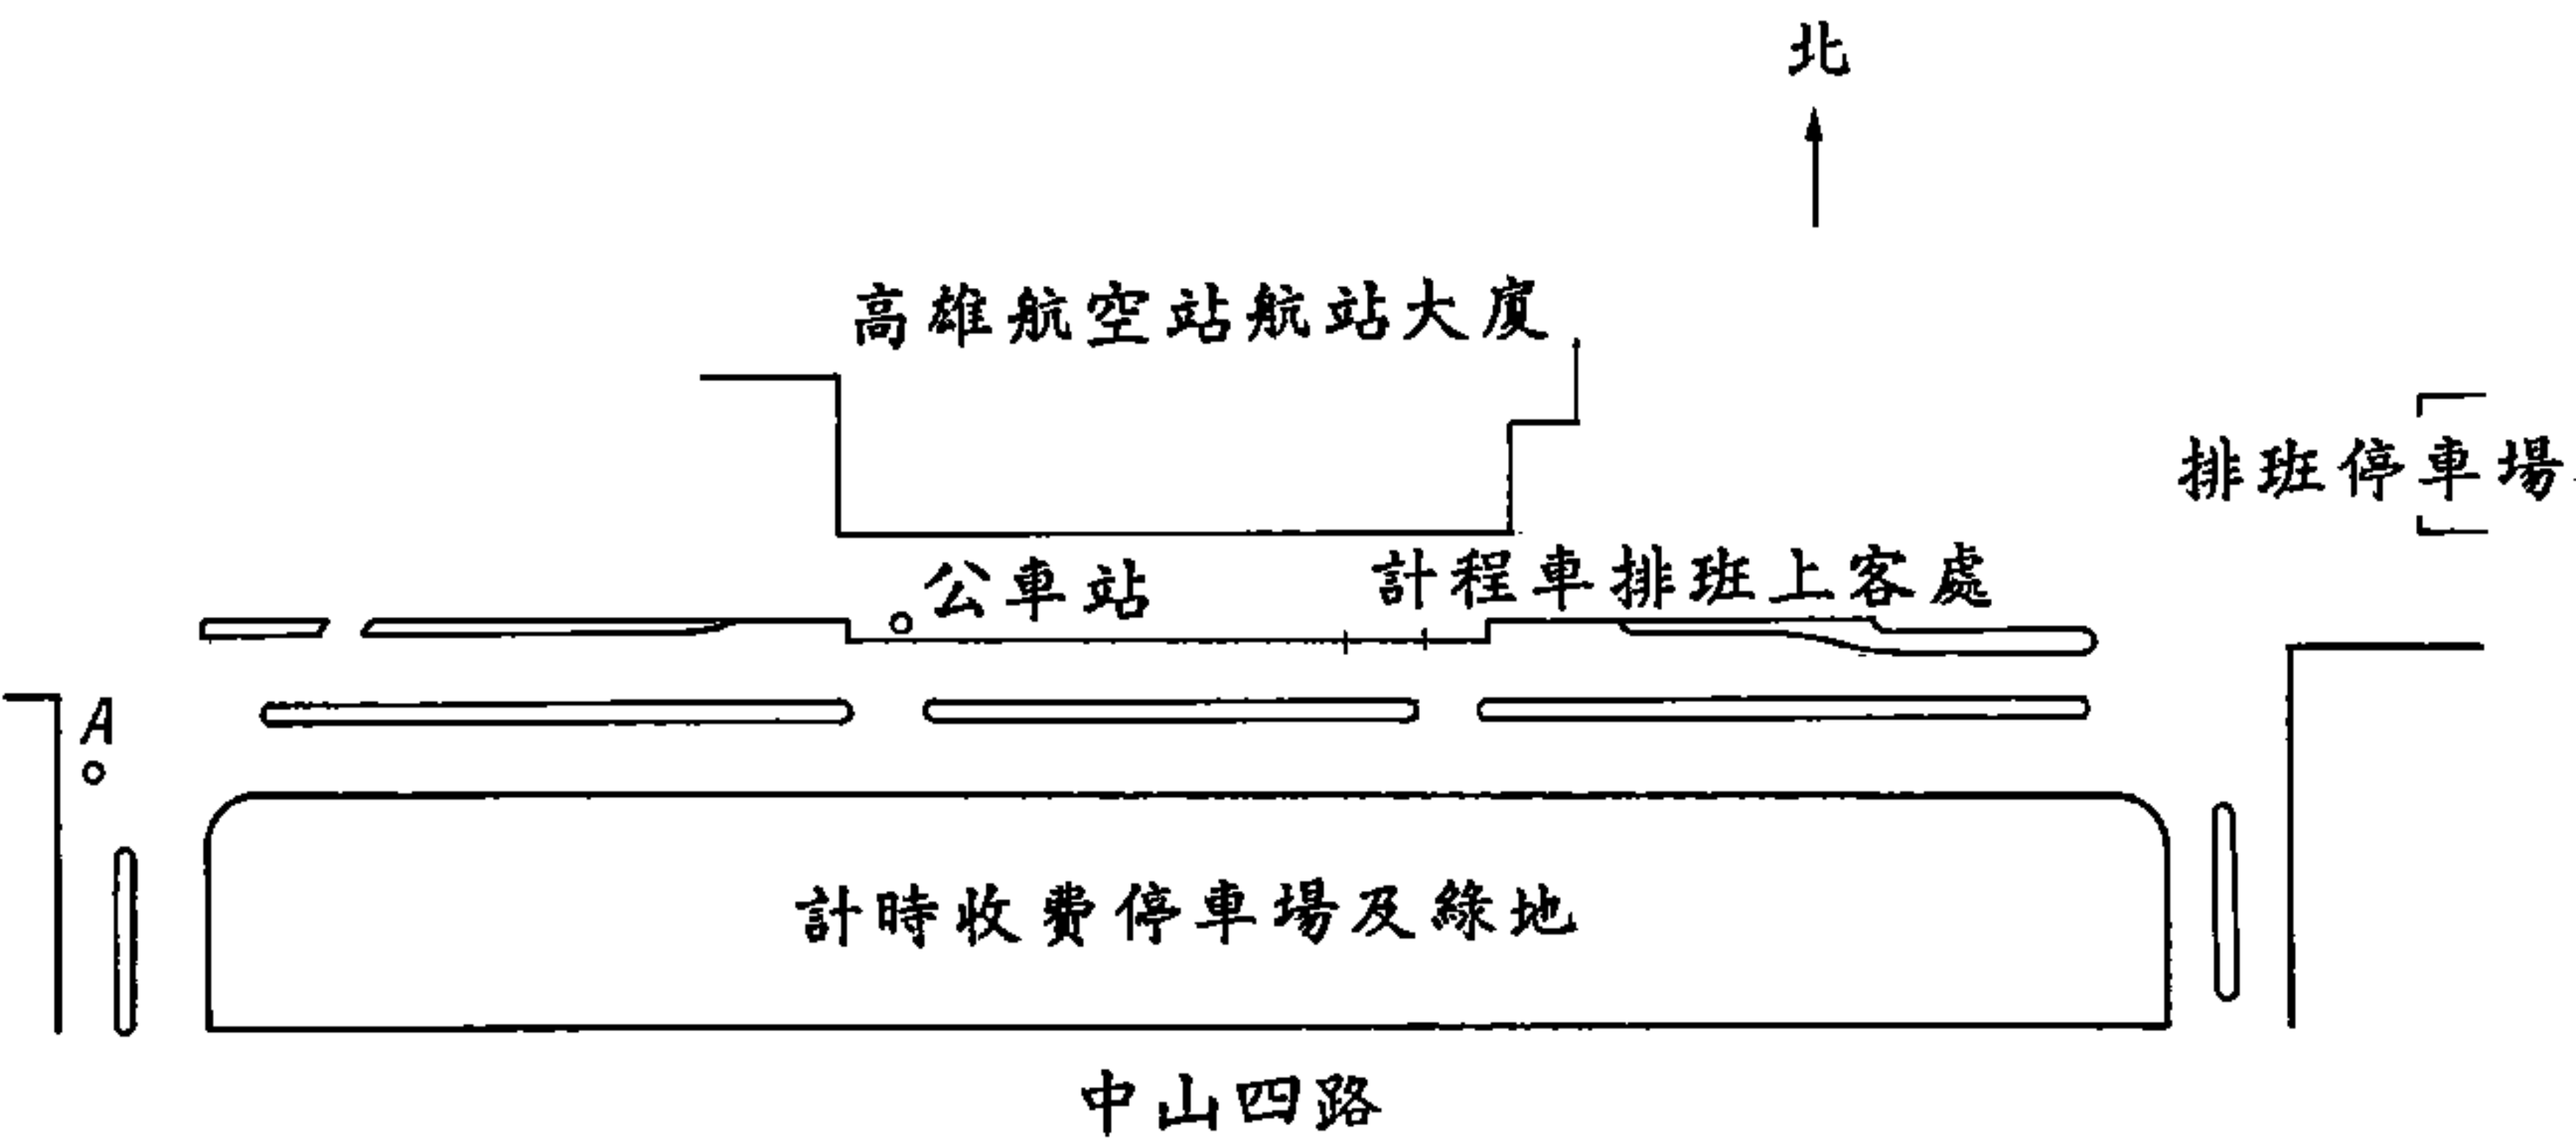 北
高雄航空站航站大廈
排班停車場
公車站
計程車排班上客處
A
計時收費停車場及綠地
中山四路